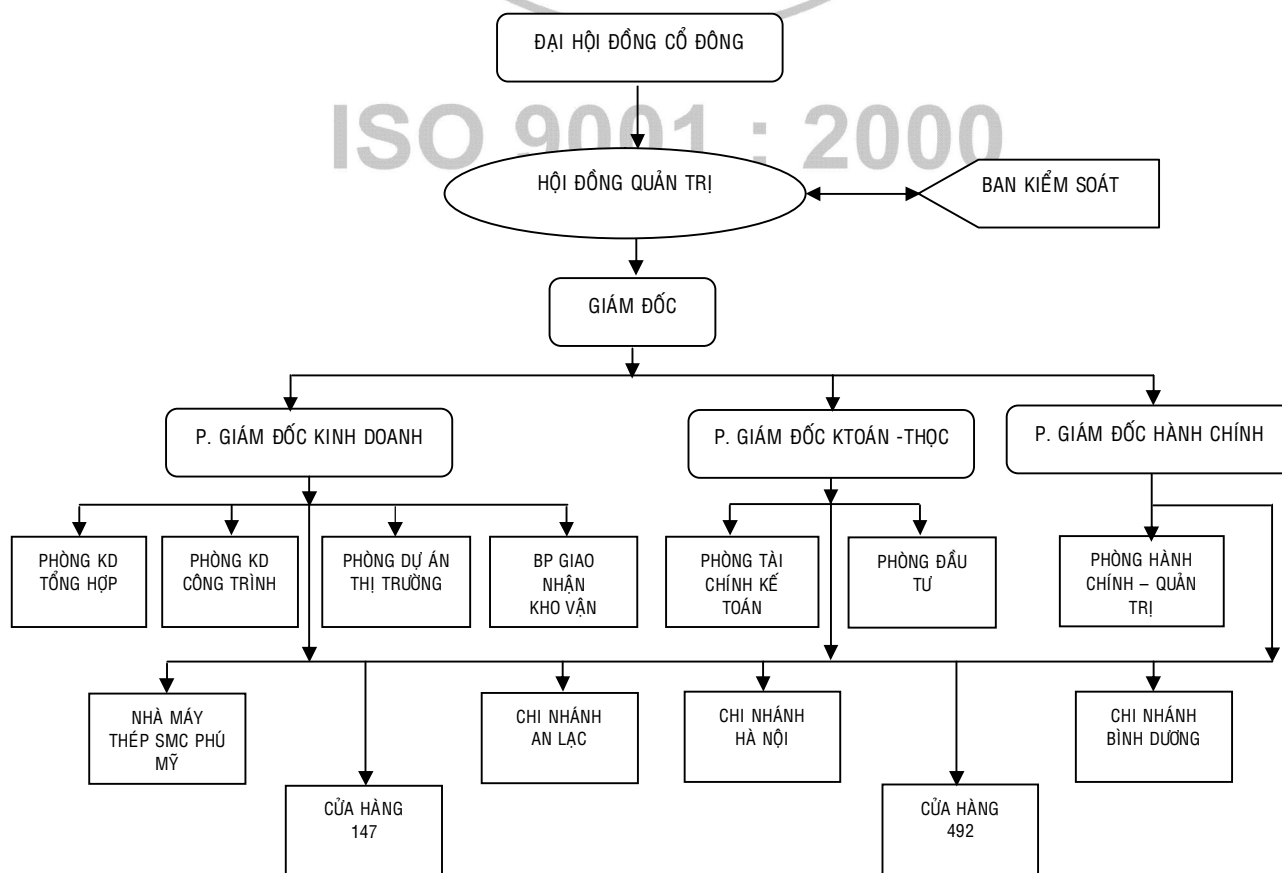 ĐẠI HỘI ĐỒNG CỔ ĐÔNG
ISO 9001 : 2000
HỘI ĐỒNG QUẢN TRỊ
BAN KIỂM SOÁT
GIÁM ĐỐC
P. GIÁM ĐỐC KINH DOANH
P. GIÁM ĐỐC KTOÁN -THỌC
P. GIÁM ĐỐC HÀNH CHÍNH
PHÒNG KD
TỔNG HỢP
PHÒNG KD
CÔNG TRÌNH
PHÒNG DỰ ÁN
THỊ TRƯỜNG
BP GIAO
NHẬN
KHO VẬN
PHÒNG TÀI
CHÍNH KẾ
TOÁN
PHÒNG ĐẦU
TƯ
PHÒNG HÀNH
CHÍNH – QUẢN
TRỊ
NHÀ MÁY
THÉP SMC PHÚ
MỸ
CHI NHÁNH
AN LẠC
CHI NHÁNH
HÀ NỘI
CHI NHÁNH
BÌNH DƯƠNG
CỬA HÀNG
147
CỬA HÀNG
492